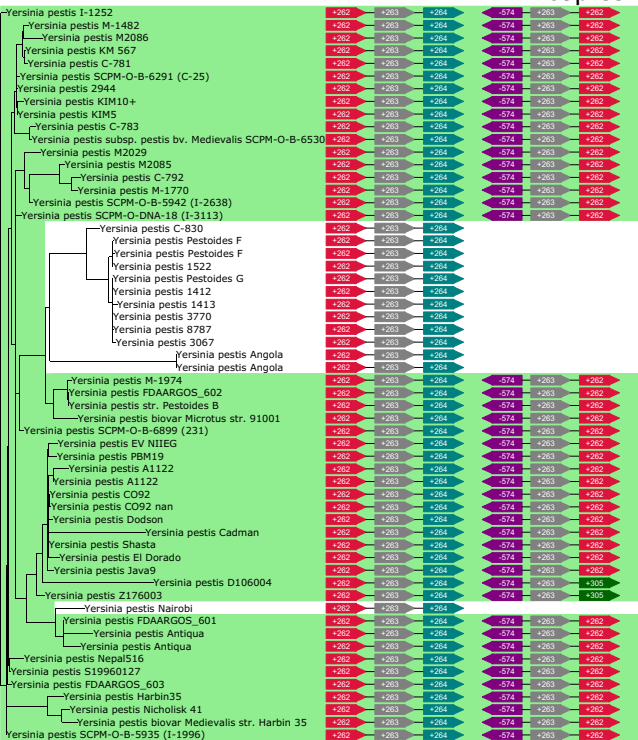 Yersinia pestis I-1252 +262 +263 +264 -574 +263 +262
Yersinia pestis M-1482 +262 +263 +264 -574 +263 +262
Yersinia pestis M2086 +262 +263 +264 -574 +263 +262
Yersinia pestis KM 567 +262 +263 +264 -574 +263 +262
Yersinia pestis C-781 +262 +263 +264 -574 +263 +262
Yersinia pestis SCPM-O-B-6291 (C-25) +262 +263 +264 -574 +263 +262
Yersinia pestis 2944 +262 +263 +264 -574 +263 +262
Yersinia pestis KIM10+ +262 +263 +264 -574 +263 +262
Yersinia pestis KIM5 +262 +263 +264 -574 +263 +262
Yersinia pestis C-783 +262 +263 +264 -574 +263 +262
Yersinia pestis subsp. pestis bv. Medievalis SCPM-O-B-6530 +262 +263 +264 -574 +263 +262
Yersinia pestis M2029 +262 +263 +264 -574 +263 +262
Yersinia pestis M2085 +262 +263 +264 -574 +263 +262
Yersinia pestis C-792 +262 +263 +264 -574 +263 +262
Yersinia pestis M-1770 +262 +263 +264 -574 +263 +262
Yersinia pestis SCPM-O-B-5942 (I-2638) +262 +263 +264 -574 +263 +262
Yersinia pestis SCPM-O-DNA-18 (I-3113) +262 +263 +264 -574 +263 +262
Yersinia pestis C-830 +262 +263 +264
Yersinia pestis Pestoides F +262 +263 +264
Yersinia pestis Pestoides F +262 +263 +264
Yersinia pestis 1522 +262 +263 +264
Yersinia pestis Pestoides G +262 +263 +264
Yersinia pestis 1412 +262 +263 +264
Yersinia pestis 1413 +262 +263 +264
Yersinia pestis 3770 +262 +263 +264
Yersinia pestis 8787 +262 +263 +264
Yersinia pestis 3067 +262 +263 +264
Yersinia pestis Angola +262 +263 +264
Yersinia pestis Angola +262 +263 +264
Yersinia pestis M-1974 +262 +263 +264 -574 +263 +262
Yersinia pestis FDAARGOS_602 +262 +263 +264 -574 +263 +262
Yersinia pestis str. Pestoides B +262 +263 +264 -574 +263 +262
Yersinia pestis biovar Microtus str. 91001 +262 +263 +264 -574 +263 +262
Yersinia pestis SCPM-O-B-6899 (231) +262 +263 +264 -574 +263 +262
Yersinia pestis EV NIIEG +262 +263 +264 -574 +263 +262
Yersinia pestis PBM19 +262 +263 +264 -574 +263 +262
Yersinia pestis A1122 +262 +263 +264 -574 +263 +262
Yersinia pestis A1122 +262 +263 +264 -574 +263 +262
Yersinia pestis CO92 +262 +263 +264 -574 +263 +262
Yersinia pestis CO92 nan +262 +263 +264 -574 +263 +262
Yersinia pestis Dodson +262 +263 +264 -574 +263 +262
Yersinia pestis Cadman +262 +263 +264 -574 +263 +262
Yersinia pestis Shasta +262 +263 +264 -574 +263 +262
Yersinia pestis El Dorado +262 +263 +264 -574 +263 +262
Yersinia pestis Java9 +262 +263 +264 -574 +263 +262
Yersinia pestis D106004 +262 +263 +264 -574 +263 +305
Yersinia pestis Z176003 +262 +263 +264 -574 +263 +305
Yersinia pestis Nairobi +262 +263 +264
Yersinia pestis FDAARGOS_601 +262 +263 +264 -574 +263 +262
Yersinia pestis Antiqua +262 +263 +264 -574 +263 +262
Yersinia pestis Antiqua +262 +263 +264 -574 +263 +262
Yersinia pestis Nepal516 +262 +263 +264 -574 +263 +262
Yersinia pestis S19960127 +262 +263 +264 -574 +263 +262
Yersinia pestis FDAARGOS_603 +262 +263 +264 -574 +263 +262
Yersinia pestis Harbin35 +262 +263 +264 -574 +263 +262
Yersinia pestis Nicholisk 41 +262 +263 +264 -574 +263 +262
Yersinia pestis biovar Medievalis str. Harbin 35 +262 +263 +264 -574 +263 +262
Yersinia pestis SCPM-O-B-5935 (I-1996) +262 +263 +264 -574 +263 +262